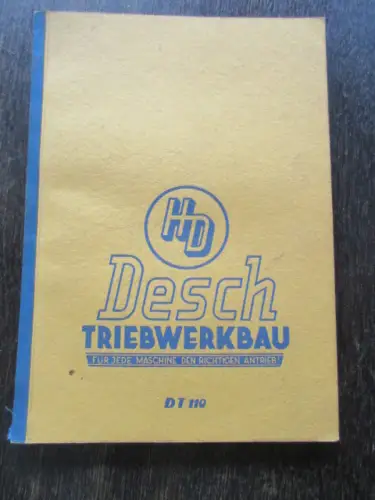 HD
Desch
TRIEBWERKBAU
FÜR JEDE MASCHINE DEN RICHTIGEN ANTRIEB!
DT 110